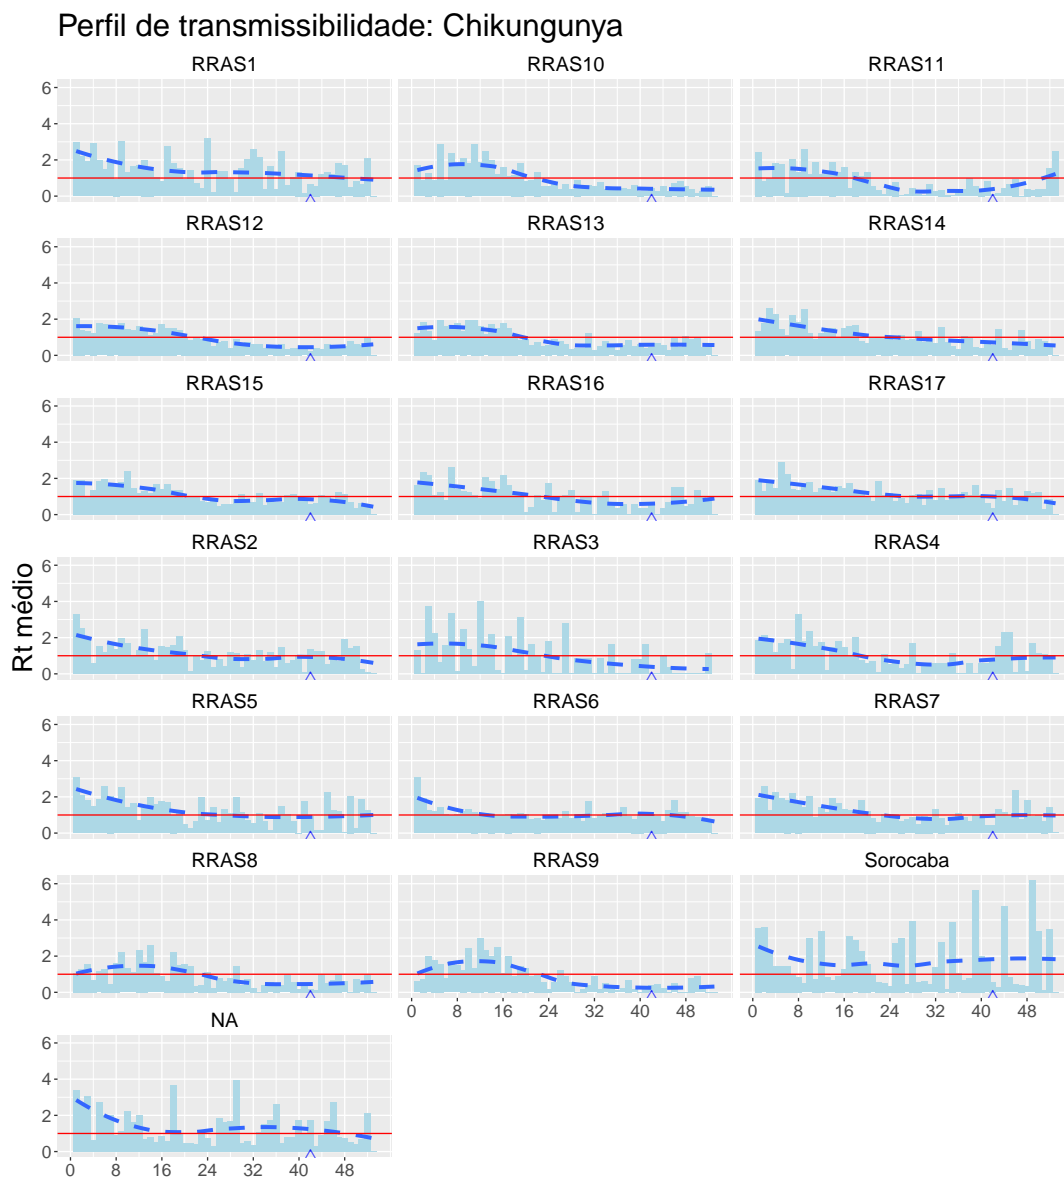 Perfil de transmissibilidade: Chikungunya
RRAS1 RRAS10 RRAS11
6
4
2
0
RRAS12 RRAS13 RRAS14
6
4
2
0
RRAS15 RRAS16 RRAS17
6
4
2
0
RRAS2 RRAS3 RRAS4
6
4
2
0
Rt médio
RRAS5 RRAS6 RRAS7
6
4
2
0
RRAS8 RRAS9 Sorocaba
6
4
2
0
0 8 16 24 32 40 48 0 8 16 24 32 40 48
NA
6
4
2
0
0 8 16 24 32 40 48